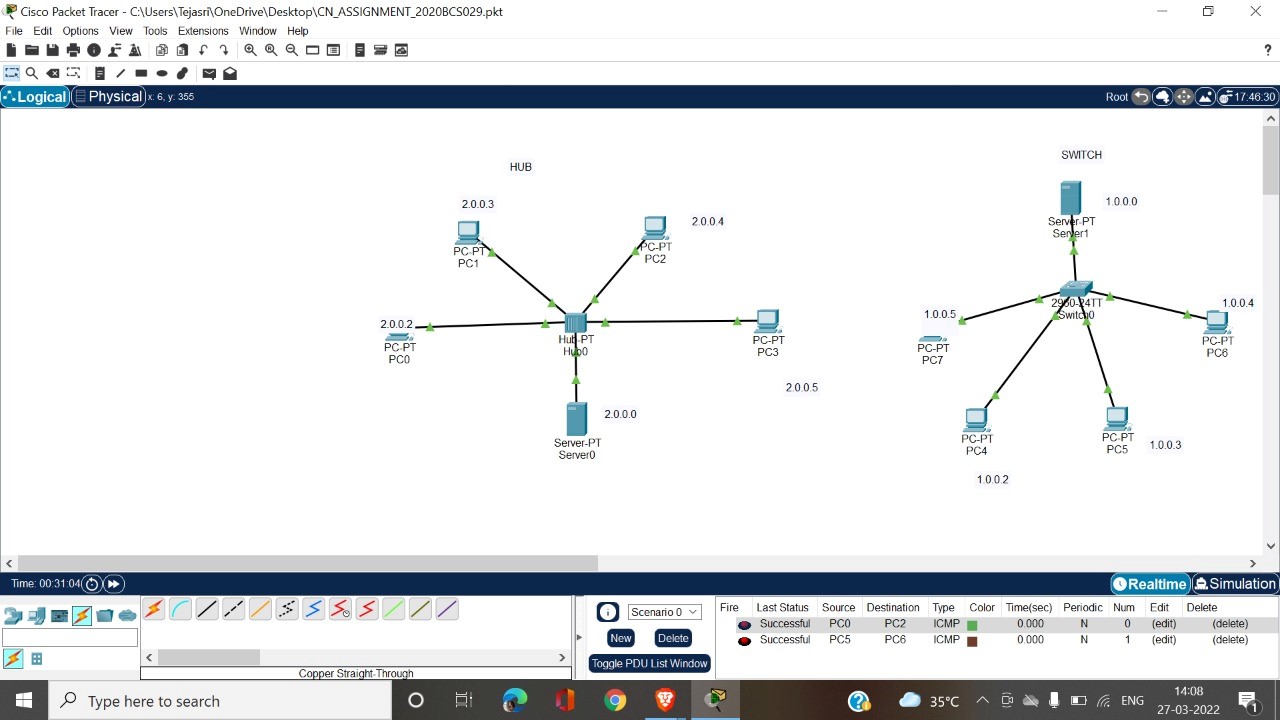 Cisco Packet Tracer - C:\Users\Tejasri\OneDrive\Desktop\CN_ASSIGNMENT_2020BCS029.pkt
File Edit Options View Tools Extensions Window Help
?
Logical Physical x: 6, y: 355 Root 17.46.30
HUB
SWITCH
2.0.0.3
PC-PT
PC1
2.0.0.4
PC-PT
PC2
1.0.0.0
Server-PT
Server1
2.0.0.2
PC-PT
PC0
Hub-PT
Hub0
PC-PT
PC3
2.0.0.5
2.0.0.0
Server-PT
Server0
2960-24TT
Switch0
1.0.0.5
PC-PT
PC7
1.0.0.4
PC-PT
PC6
PC-PT
PC4
1.0.0.2
PC-PT
PC5
1.0.0.3
Time: 00:31:04 Realtime Simulation
Copper Straight-Through
Scenario 0
New Delete
Toggle PDU List Window
Fire Last Status Source Destination Type Color Time(sec) Periodic Num Edit Delete
Successful PC0 PC2 ICMP 0.000 N 0 (edit) (delete)
Successful PC5 PC6 ICMP 0.000 N 1 (edit) (delete)
Type here to search 35°C ENG 14:08
27-03-2022
1